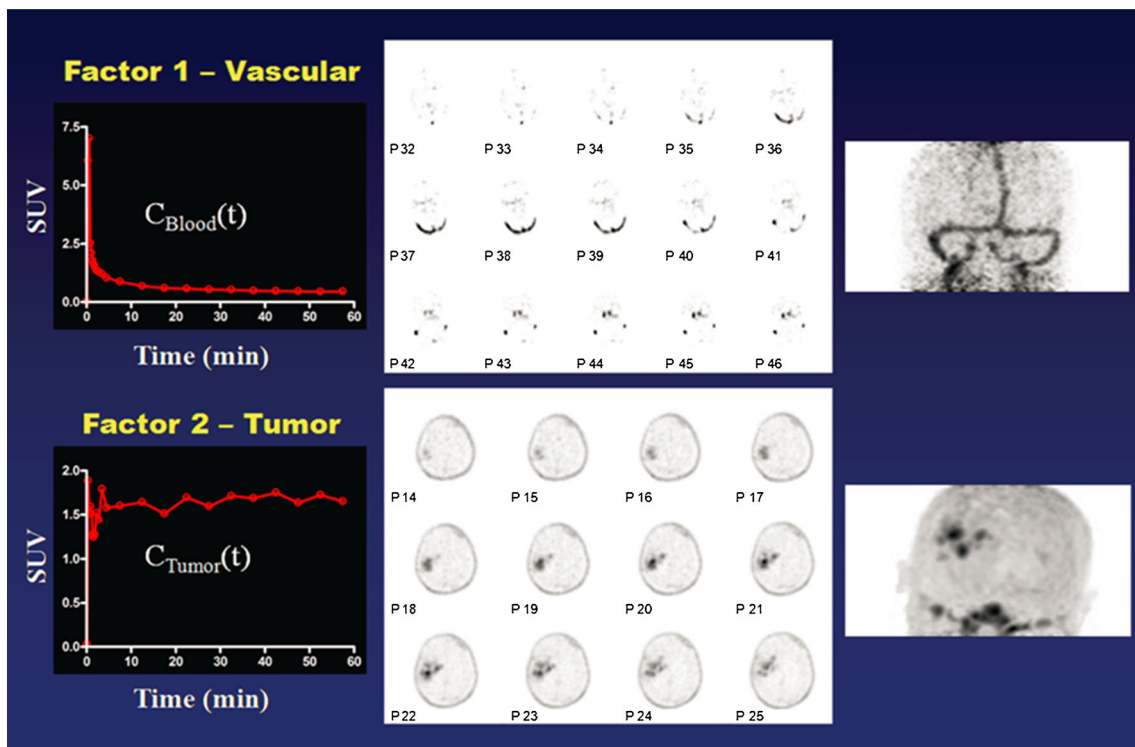 Factor 1 – Vascular
7.5
5.0
2.5
0.0
SUV
C_Blood(t)
0 10 20 30 40 50 60
Time (min)
P 32 P 33 P 34 P 35 P 36
P 37 P 38 P 39 P 40 P 41
P 42 P 43 P 44 P 45 P 46
Factor 2 – Tumor
2.0
1.5
1.0
0.5
0.0
SUV
C_Tumor(t)
0 10 20 30 40 50 60
Time (min)
P 14 P 15 P 16 P 17
P 18 P 19 P 20 P 21
P 22 P 23 P 24 P 25